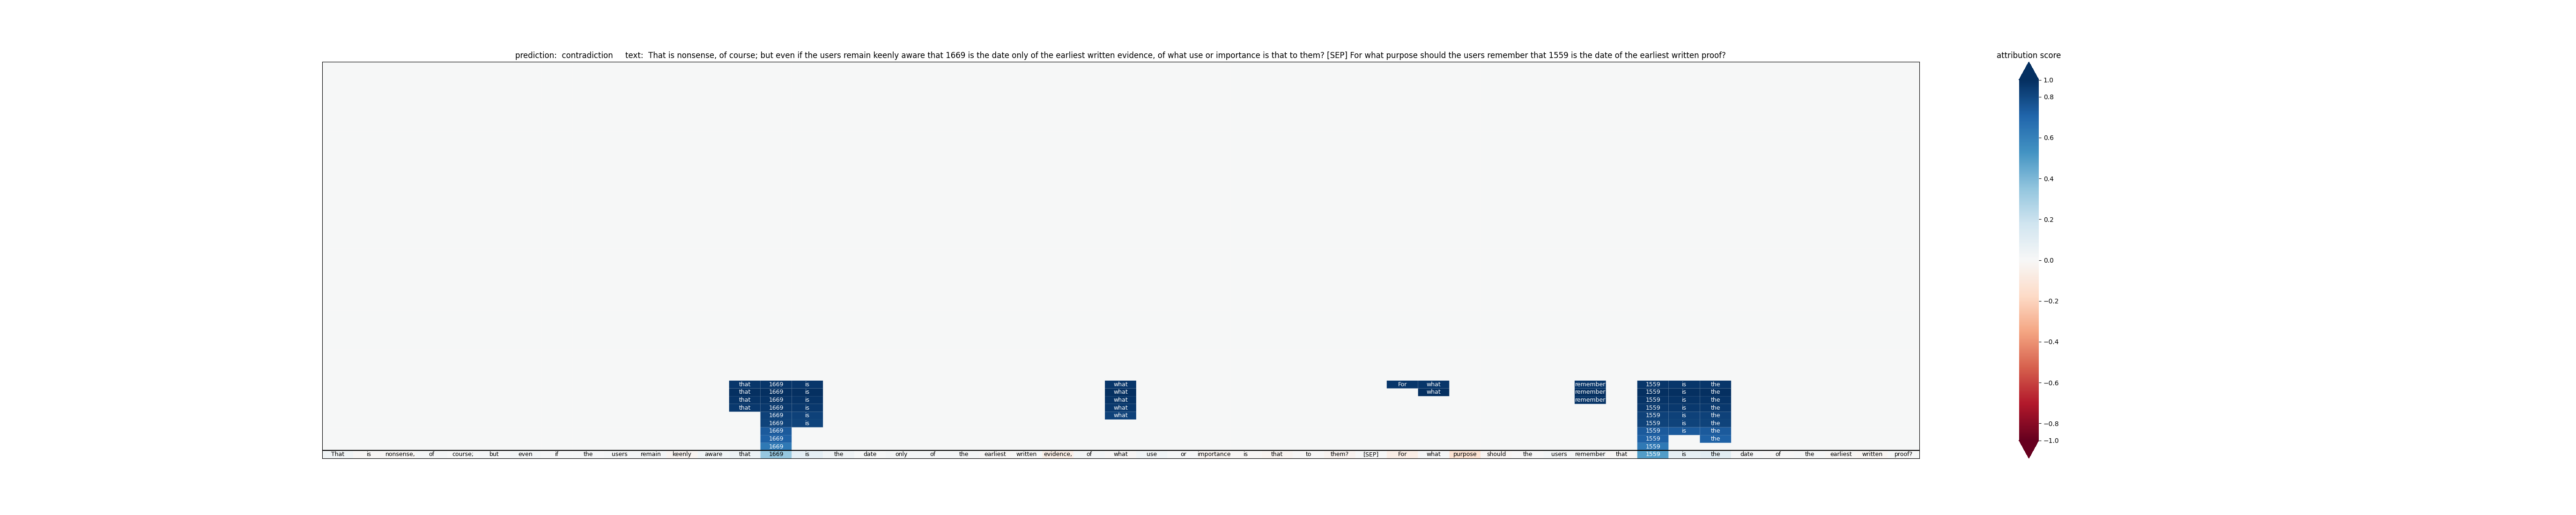 prediction: contradiction text: That is nonsense, of course; but even if the users remain keenly aware that 1669 is the date only of the earliest written evidence, of what use or importance is that to them? [SEP] For what purpose should the users remember that 1559 is the date of the earliest written proof?
that 1669 is what For what remember 1559 is the
that 1669 is what what remember 1559 is the
that 1669 is what remember 1559 is the
that 1669 is what 1559 is the
1669 is what 1559 is the
1669 is 1559 is the
1669 1559 is the
1669 1559 the
1669 1559
That is nonsense, of course; but even if the users remain keenly aware that 1669 is the date only of the earliest written evidence, of what use or importance is that to them? [SEP] For what purpose should the users remember that 1559 is the date of the earliest written proof?
attribution score
1.0
0.8
0.6
0.4
0.2
0.0
−0.2
−0.4
−0.6
−0.8
−1.0